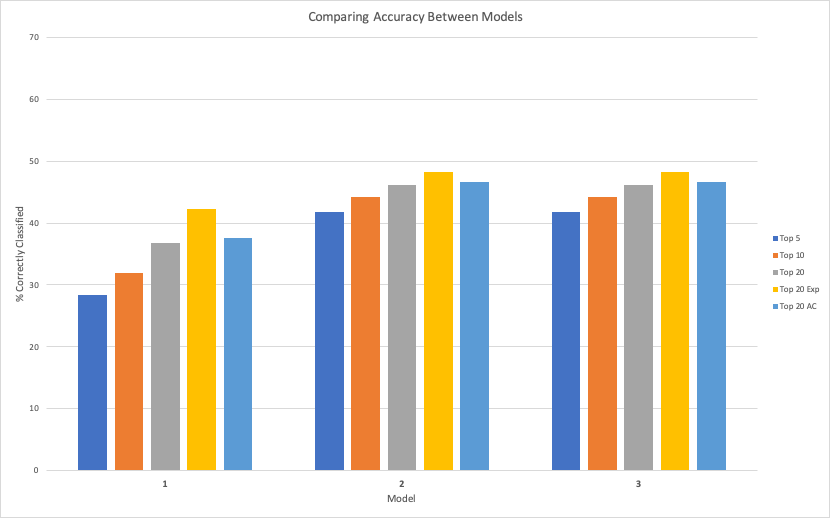 Comparing Accuracy Between Models
70
60
50
40
30
20
10
0
% Correctly Classified
1 2 3
Model
Top 5
Top 10
Top 20
Top 20 Exp
Top 20 AC